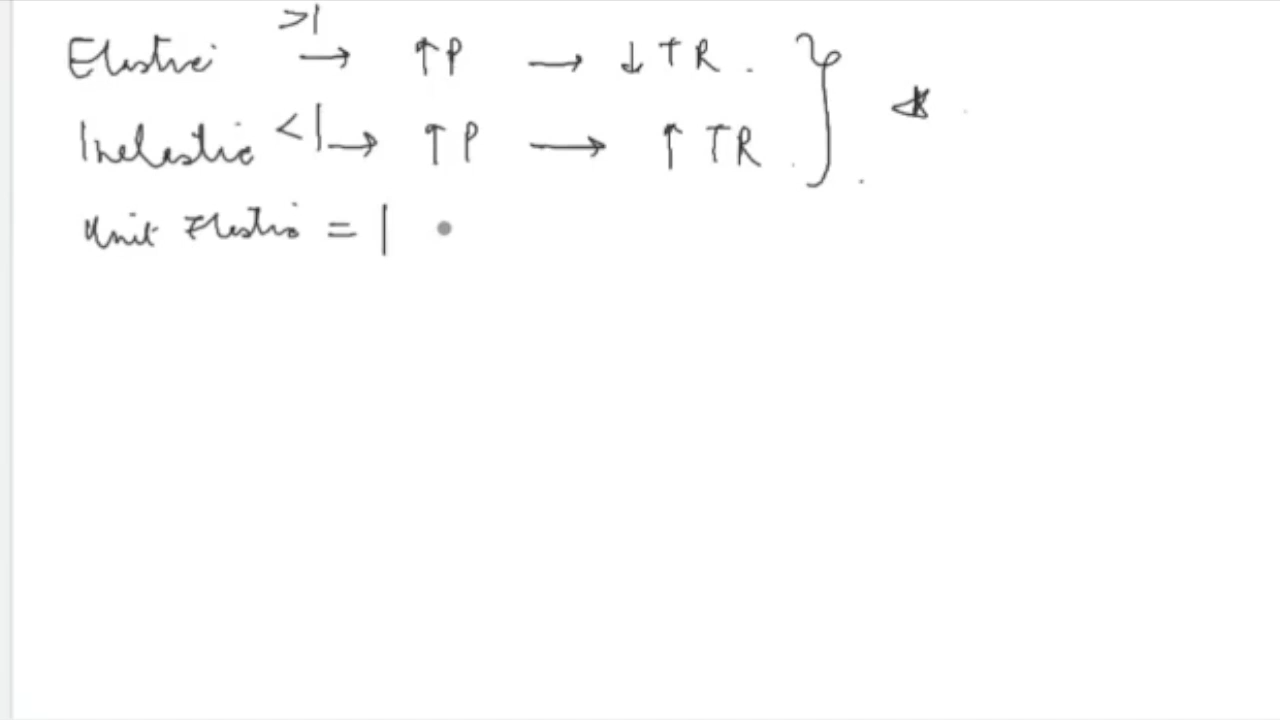 Elastic >1 → ↑P → ↓TR.
Inelastic <1 → ↑P → ↑TR.
Unit Elastic = 1